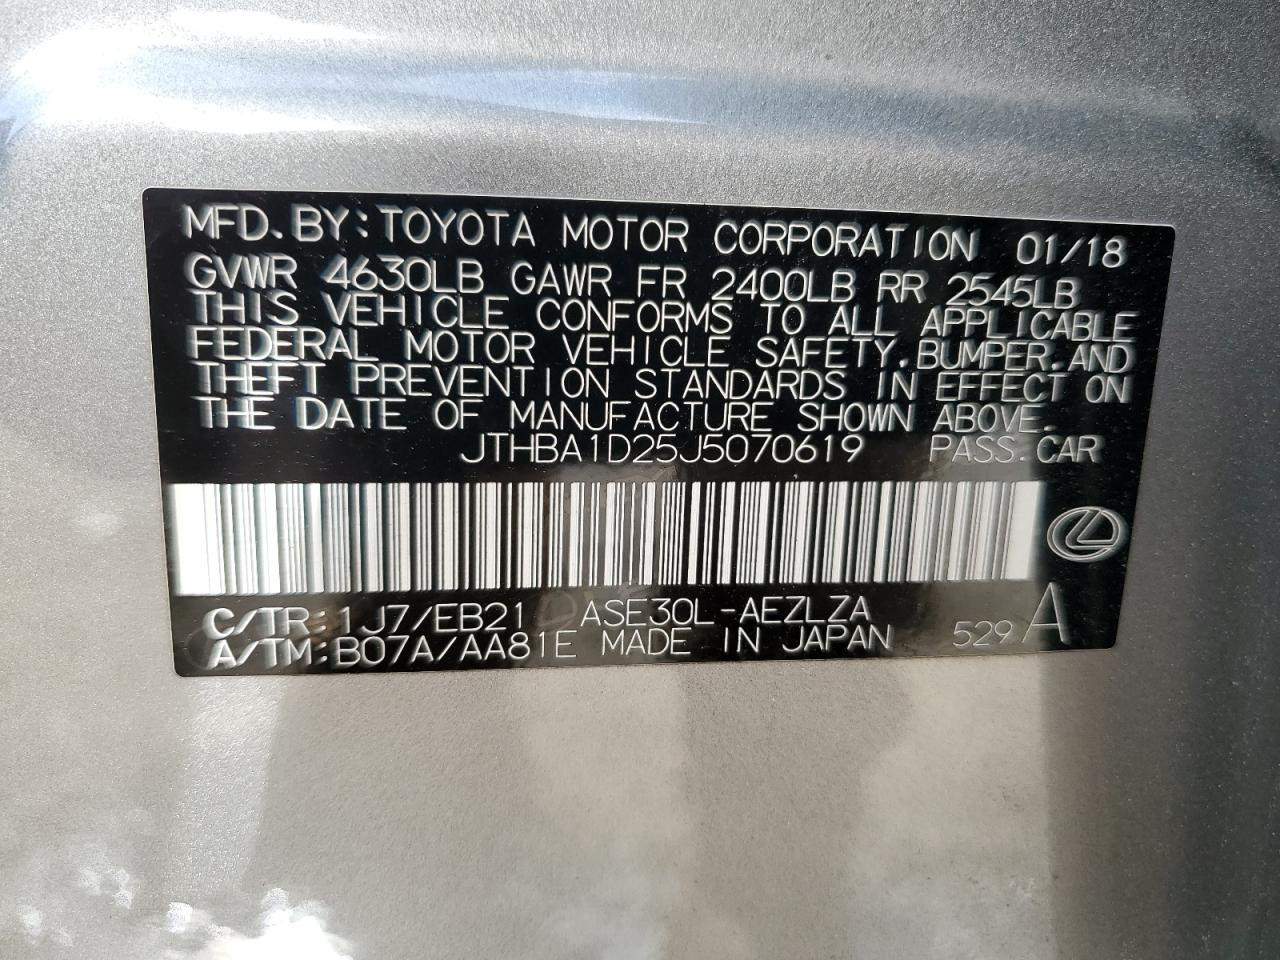 MFD. BY: TOYOTA MOTOR CORPORATION 01/18
GVWR 4630LB GAWR FR 2400LB RR 2545LB
THIS VEHICLE CONFORMS TO ALL APPLICABLE
FEDERAL MOTOR VEHICLE SAFETY, BUMPER, AND
THEFT PREVENTION STANDARDS IN EFFECT ON
THE DATE OF MANUFACTURE SHOWN ABOVE.
JTHBA1D25J5070619 PASS. CAR
C/TR: 1J7/EB21 ASE30L-AEZLZA
A/TM: B07A/AA81E MADE IN JAPAN 529 A